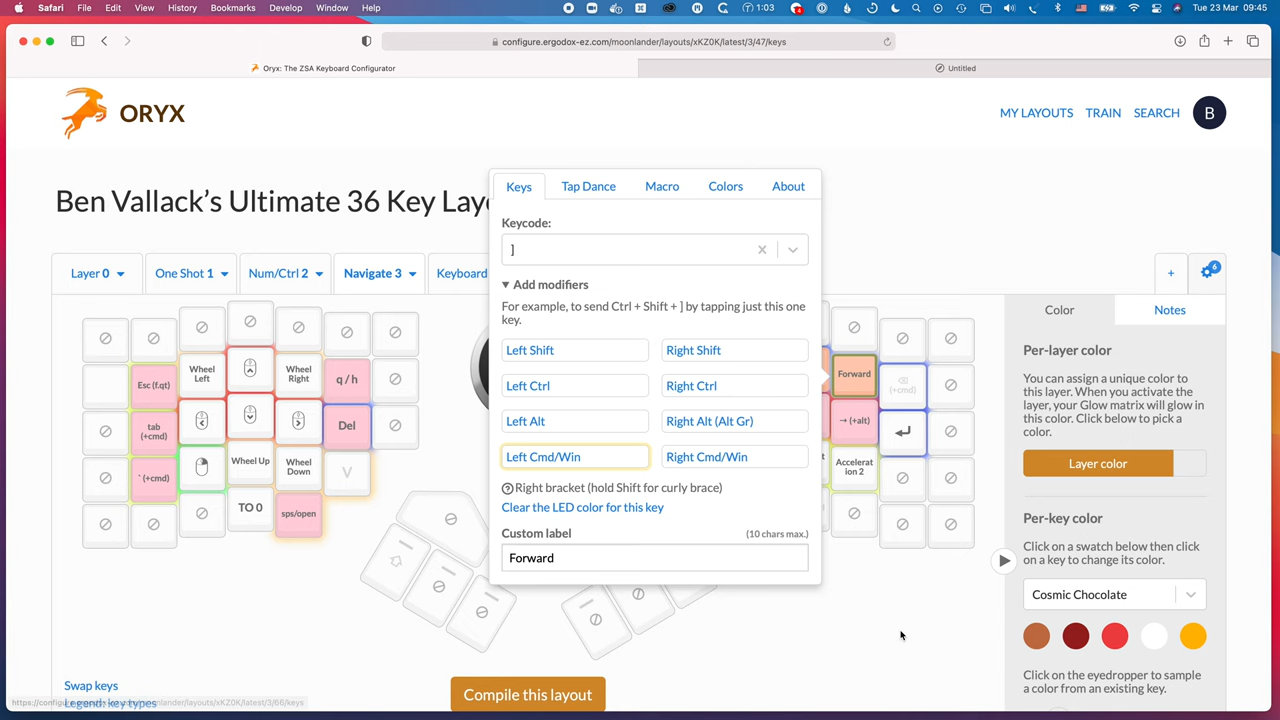 Safari File Edit View History Bookmarks Develop Window Help
1:03
4
Tue 23 Mar 09:45
configure.ergodox-ez.com/moonlander/layouts/xKZ0K/latest/3/47/keys
Oryx: The ZSA Keyboard Configurator
Untitled
ORYX
MY LAYOUTS TRAIN SEARCH B
Ben Vallack’s Ultimate 36 Key Lay
Keys Tap Dance Macro Colors About
Keycode:
]
Add modifiers
For example, to send Ctrl + Shift + ] by tapping just this one
key.
Left Shift Right Shift
Left Ctrl Right Ctrl
Left Alt Right Alt (Alt Gr)
Left Cmd/Win Right Cmd/Win
Right bracket (hold Shift for curly brace)
Clear the LED color for this key
Custom label (10 chars max.)
Forward
Layer 0 One Shot 1 Num/Ctrl 2 Navigate 3 Keyboard + 6
Esc (f.qt)
Wheel
Left
Wheel
Right
q / h
tab
(+cmd)
Del
' (+cmd)
Wheel Up
Wheel
Down
V
TO 0
sps/open
Forward
(+cmd)
→ (+alt)
Accelerat
ion 2
Color Notes
Per-layer color
You can assign a unique color to
this layer. When you activate the
layer, your Glow matrix will glow in
this color. Click below to pick a
color.
Layer color
Per-key color
Click on a swatch below then click
on a key to change its color.
Cosmic Chocolate
Click on the eyedropper to sample
a color from an existing key.
Swap keys
Legend: key types
Compile this layout